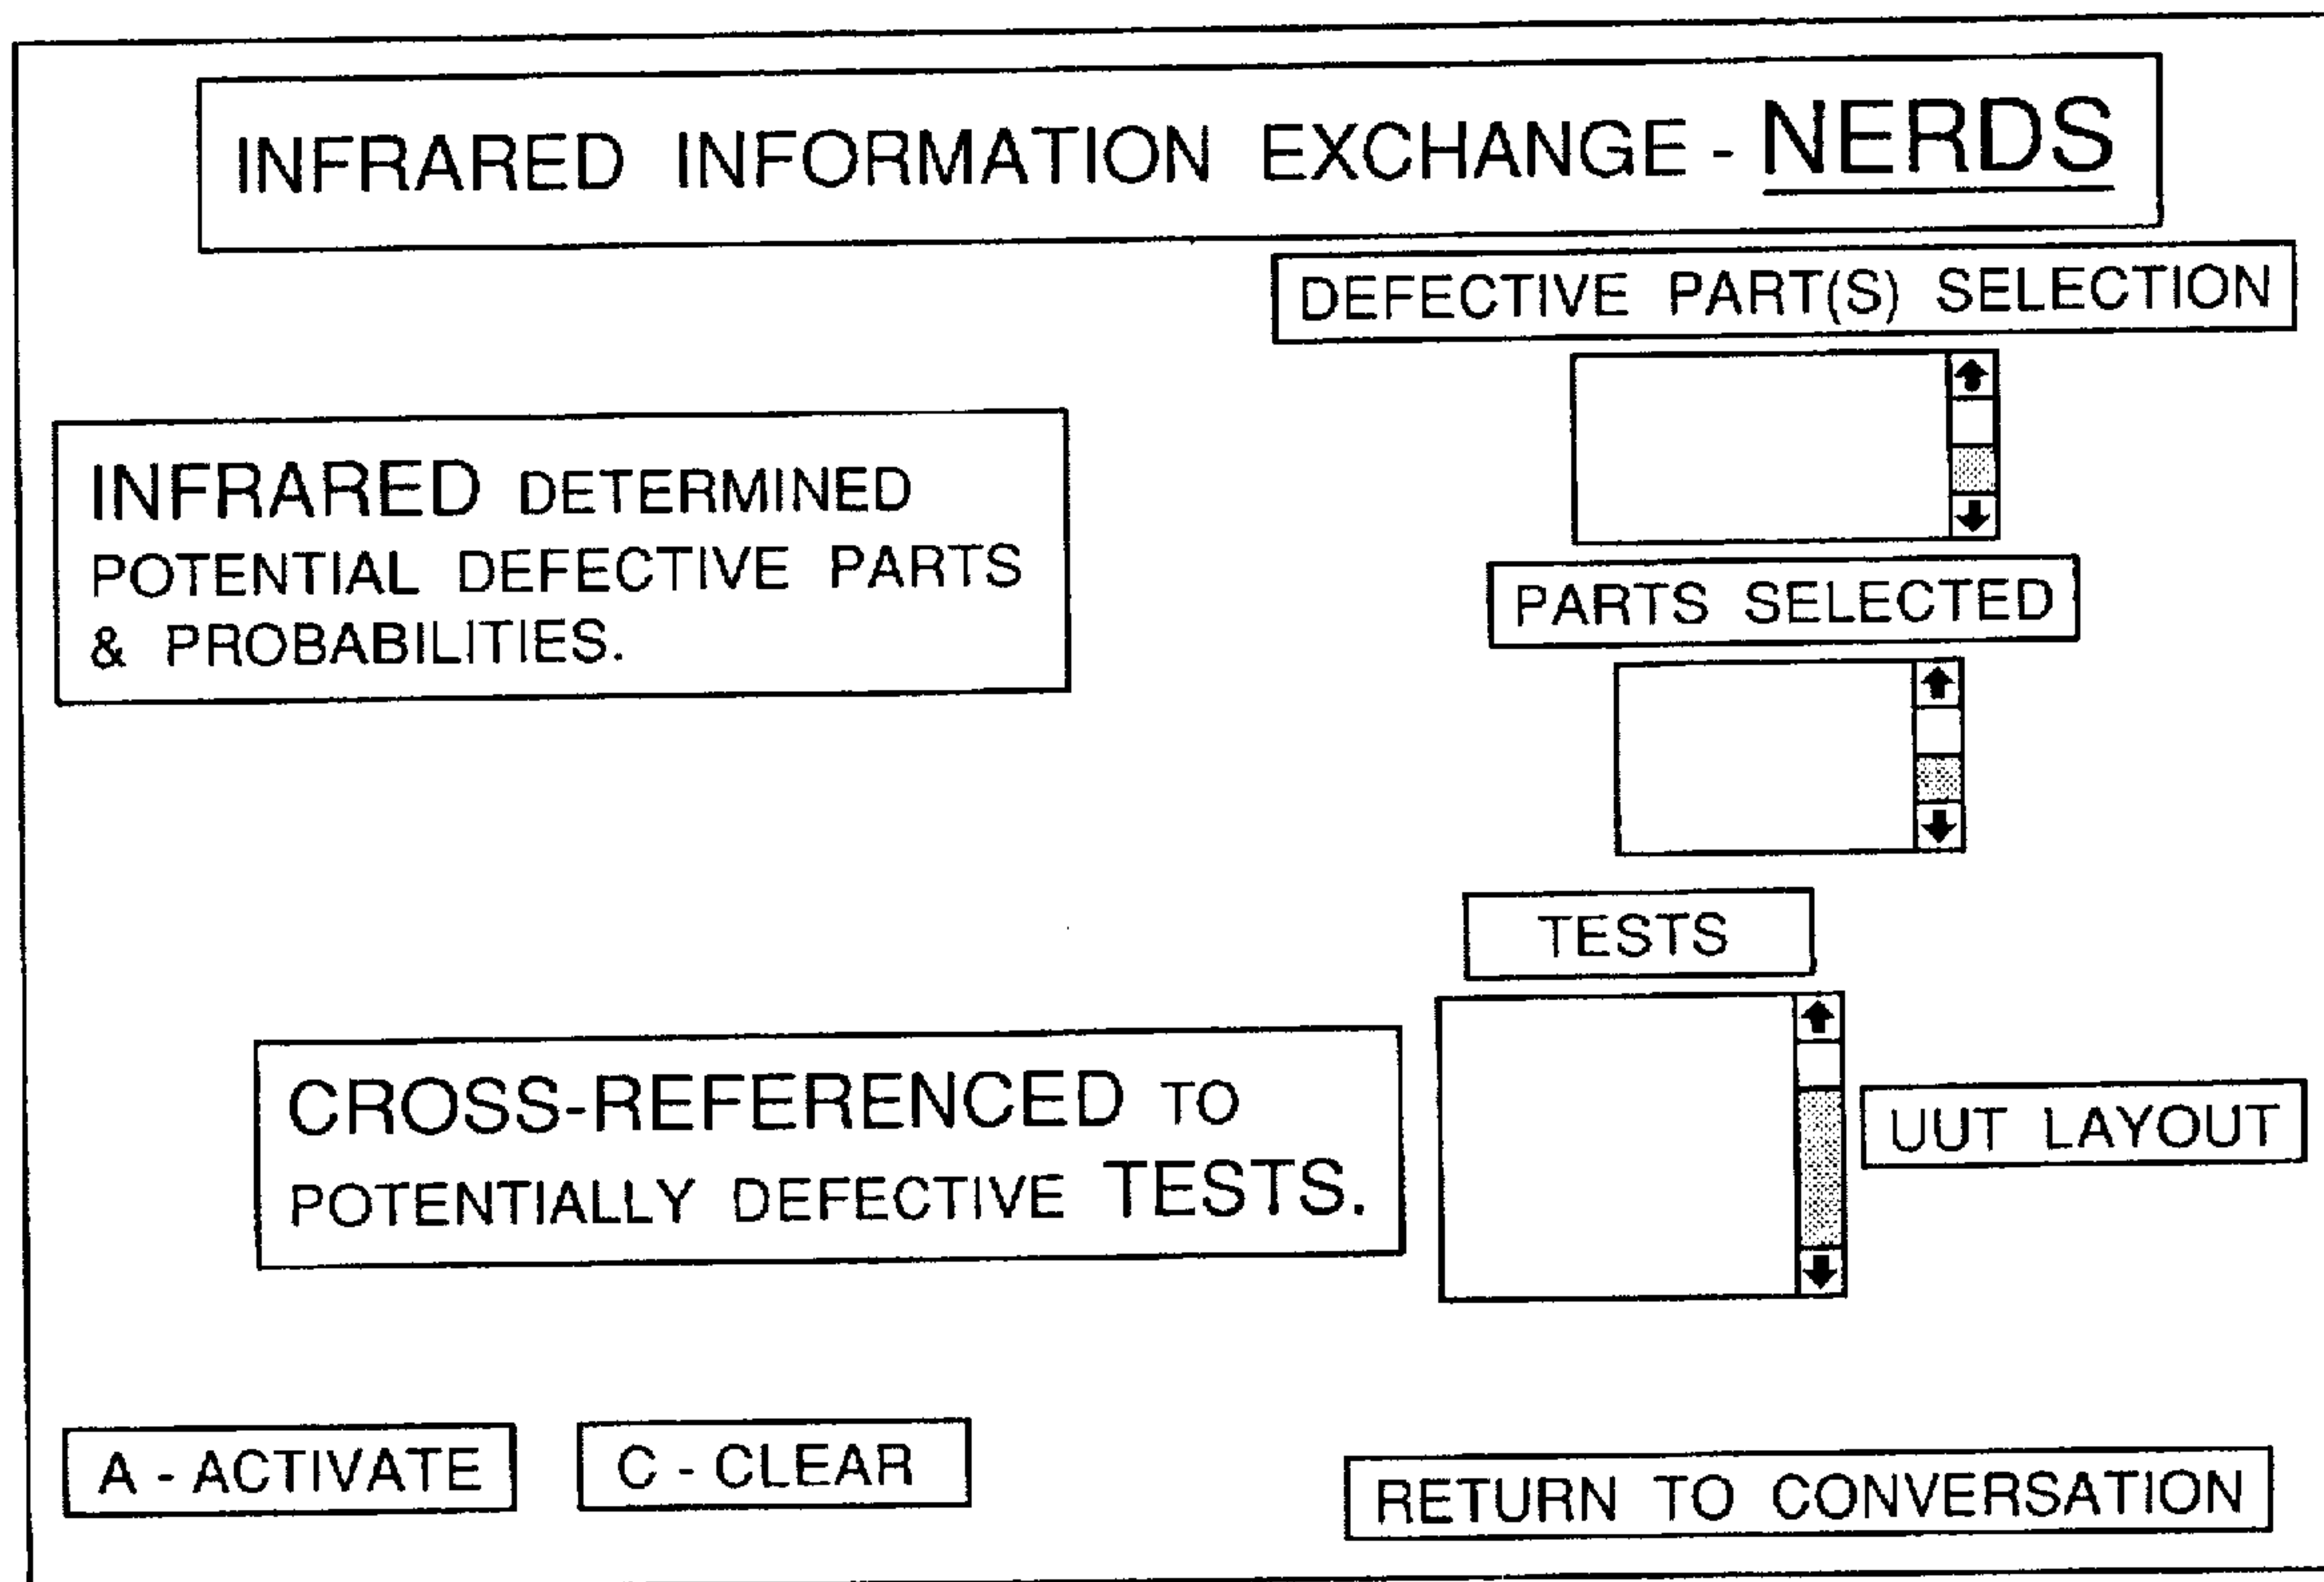 INFRARED INFORMATION EXCHANGE - NERDS
DEFECTIVE PART(S) SELECTION
INFRARED DETERMINED
POTENTIAL DEFECTIVE PARTS
& PROBABILITIES.
PARTS SELECTED
TESTS
CROSS-REFERENCED TO
POTENTIALLY DEFECTIVE TESTS.
UUT LAYOUT
A - ACTIVATE
C - CLEAR
RETURN TO CONVERSATION